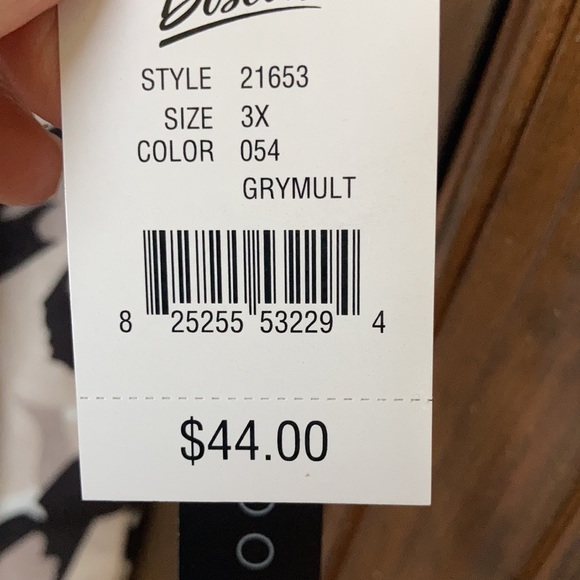 STYLE 21653
SIZE 3X
COLOR 054
GRYMULT
8 25255 53229 4
$44.00